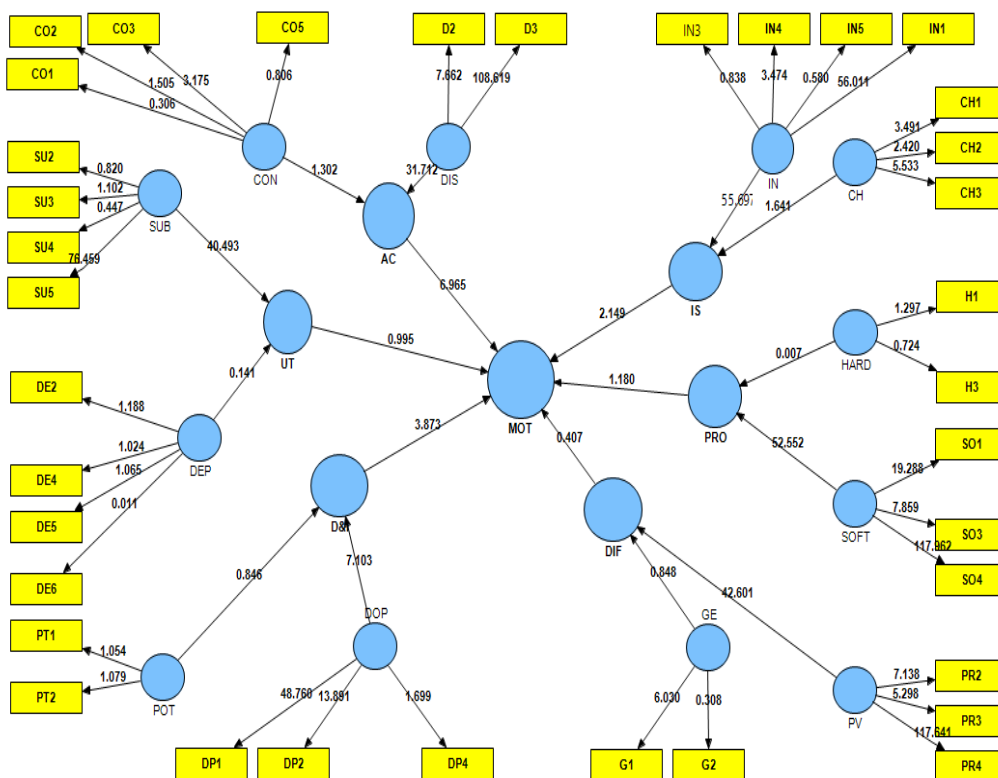 CO2
CO3
CO5
D2
D3
IN3
IN4
IN5
IN1
CO1
1.505
3.175
0.806
7.662
108.619
0.838
3.474
0.580
56.011
0.306
CH1
3.491
CH2
2.420
5.533
CH3
CON
DIS
IN
CH
1.302
31.712
55.697
1.641
SU2
0.820
SU3
1.102
0.447
SU4
76.459
SU5
SUB
AC
IS
40.493
6.965
2.149
H1
1.297
HARD
0.724
H3
0.007
UT
0.995
0.141
MOT
1.180
PRO
DE2
1.188
DEP
1.024
DE4
1.065
DE5
0.011
DE6
3.873
0.407
52.552
SO1
19.288
SOFT
7.859
SO3
117.962
SO4
DIF
0.846
7.103
0.848
42.601
DOP
GE
PT1
1.054
1.079
PT2
POT
48.760
13.891
1.699
6.030
0.308
PV
7.138
PR2
5.298
PR3
117.641
PR4
DP1
DP2
DP4
G1
G2